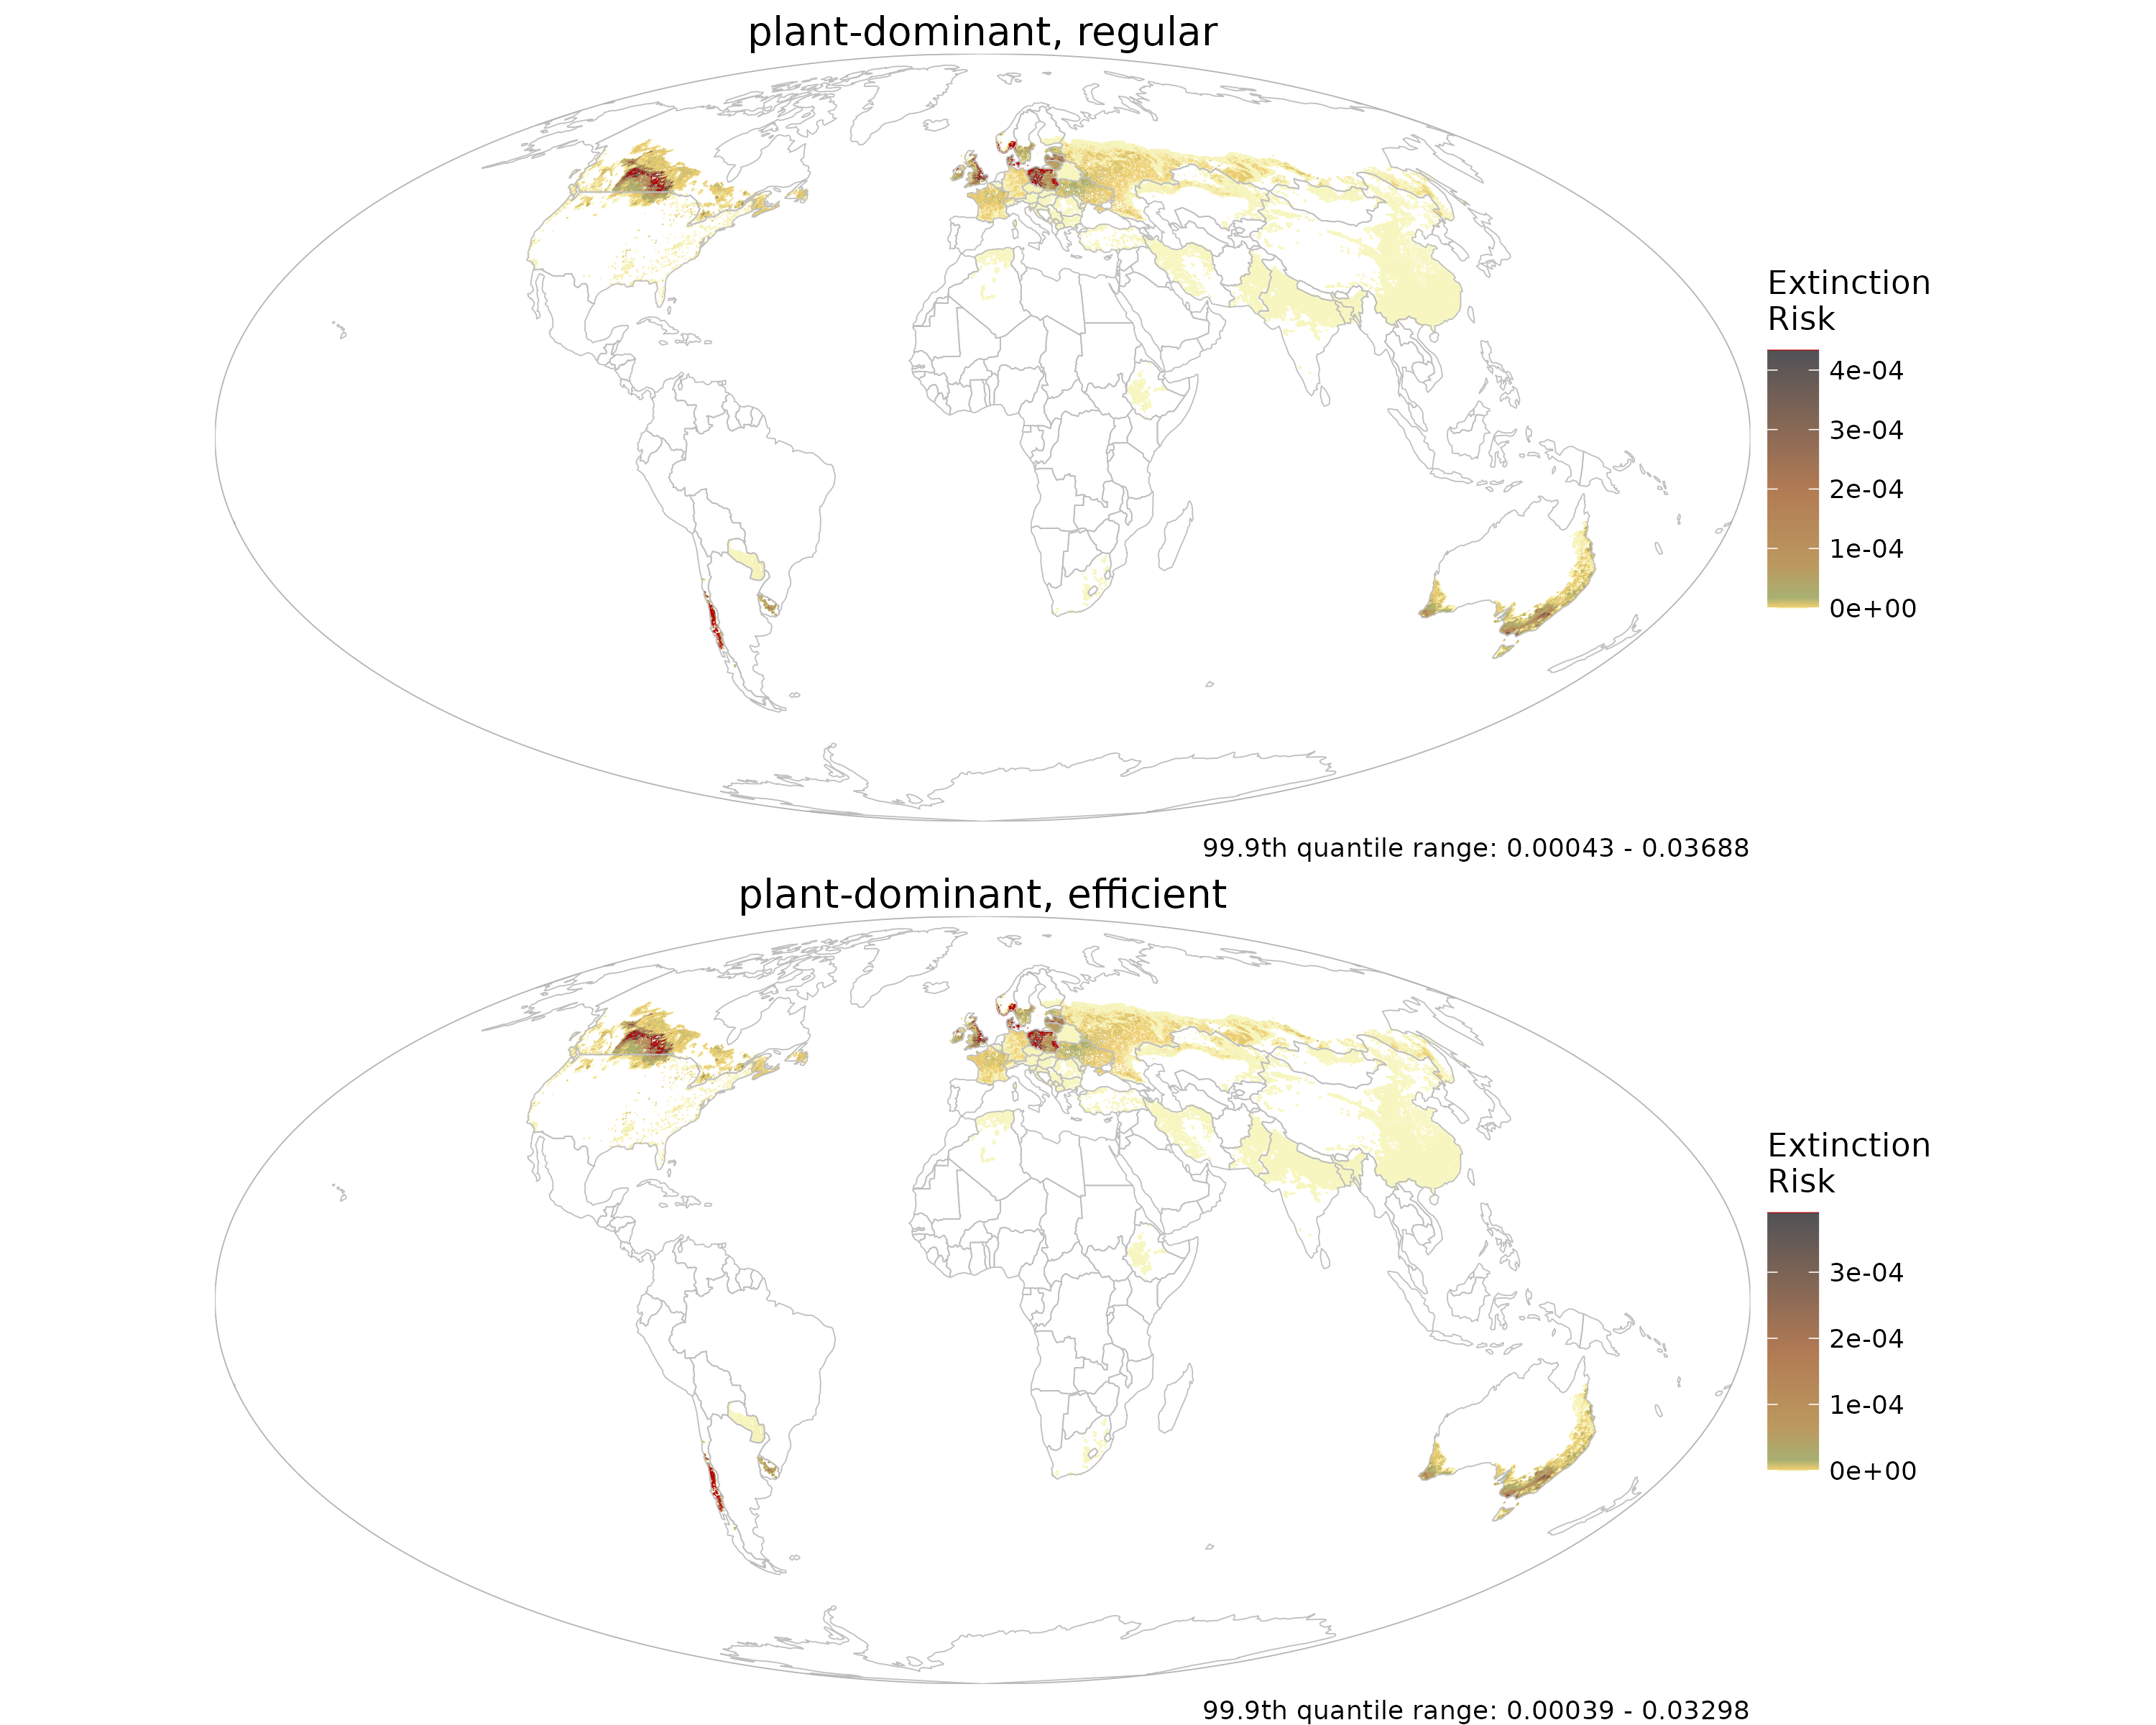 plant-dominant, regular
Extinction
Risk
4e-04
3e-04
2e-04
1e-04
0e+00
99.9th quantile range: 0.00043 - 0.03688
plant-dominant, efficient
Extinction
Risk
3e-04
2e-04
1e-04
0e+00
99.9th quantile range: 0.00039 - 0.03298